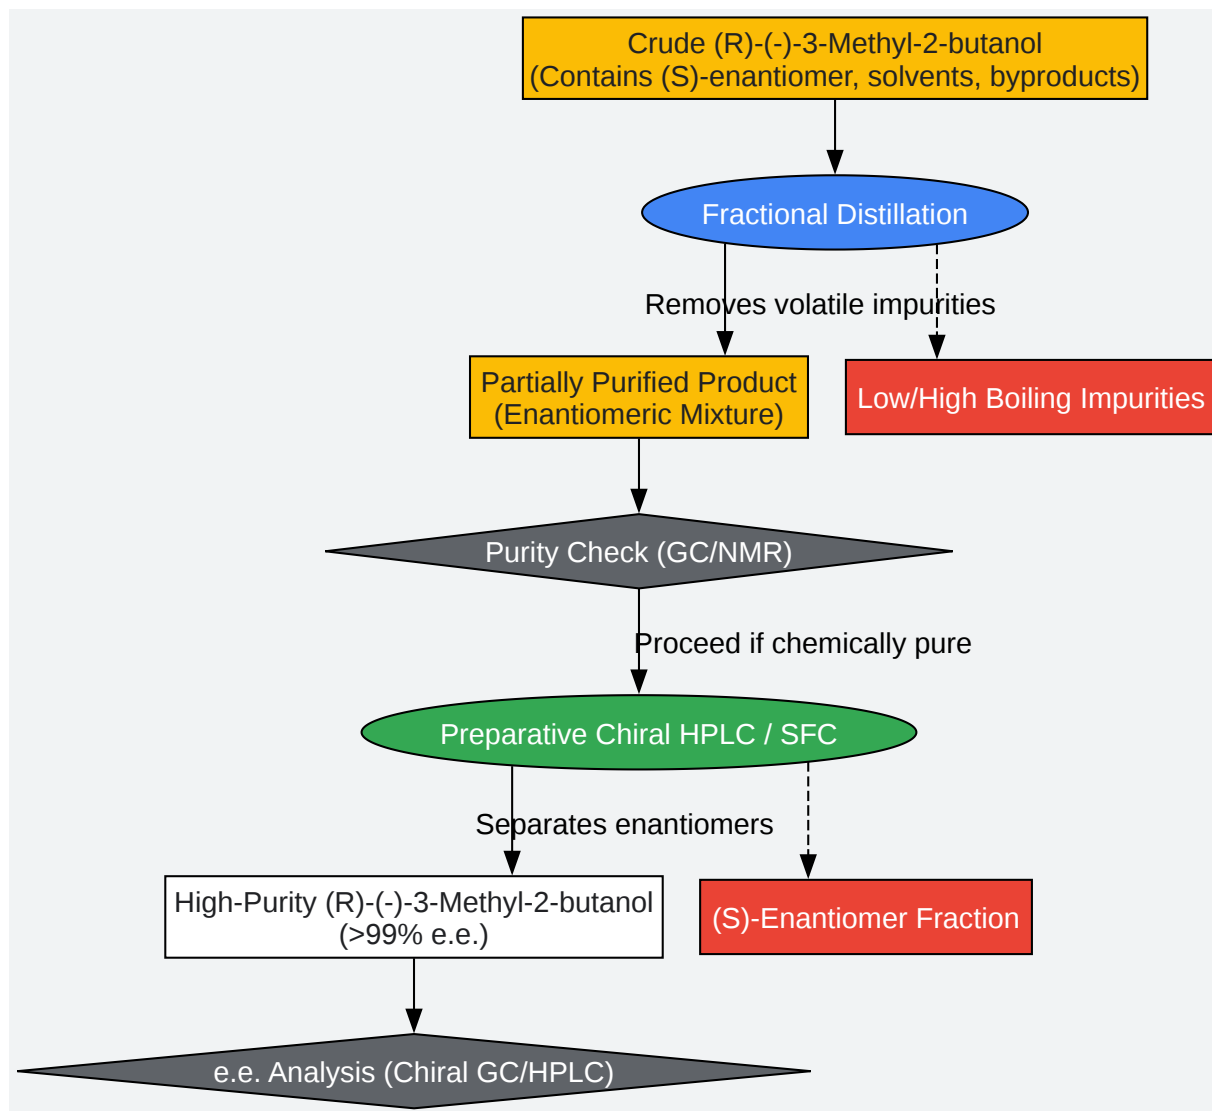 Crude (R)-(-)-3-Methyl-2-butanol
(Contains (S)-enantiomer, solvents, byproducts)
Fractional Distillation
Removes volatile impurities
Partially Purified Product
(Enantiomeric Mixture)
Low/High Boiling Impurities
Purity Check (GC/NMR)
Proceed if chemically pure
Preparative Chiral HPLC / SFC
Separates enantiomers
High-Purity (R)-(-)-3-Methyl-2-butanol
(>99% e.e.)
(S)-Enantiomer Fraction
e.e. Analysis (Chiral GC/HPLC)